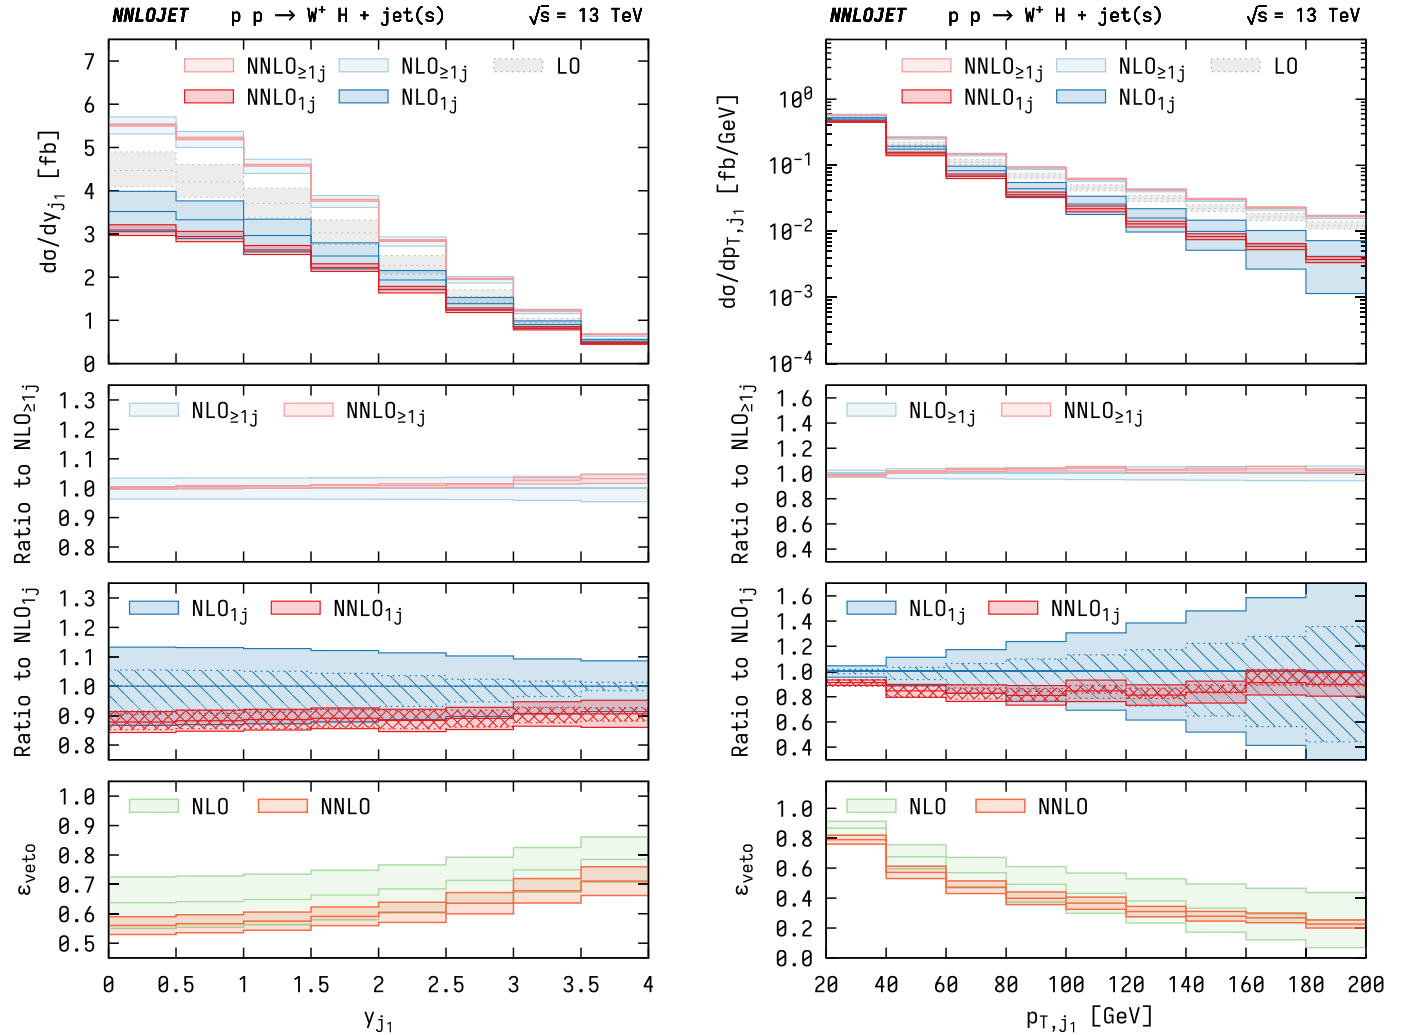 NNLOJET p p → W⁺ H + jet(s) √s = 13 TeV
dσ/dy_j₁ [fb]
7
6
5
4
3
2
1
0
NNLO≥1j NLO≥1j LO
NNLO1j NLO1j
Ratio to NLO≥1j
1.3
1.2
1.1
1.0
0.9
0.8
NLO≥1j NNLO≥1j
Ratio to NLO1j
1.3
1.2
1.1
1.0
0.9
0.8
NLO1j NNLO1j
εveto
1.0
0.9
0.8
0.7
0.6
0.5
NLO NNLO
0 0.5 1 1.5 2 2.5 3 3.5 4
y_j₁
NNLOJET p p → W⁺ H + jet(s) √s = 13 TeV
dσ/dp_T,j₁ [fb/GeV]
10⁰
10⁻¹
10⁻²
10⁻³
10⁻⁴
NNLO≥1j NLO≥1j LO
NNLO1j NLO1j
Ratio to NLO≥1j
1.6
1.4
1.2
1.0
0.8
0.6
0.4
NLO≥1j NNLO≥1j
Ratio to NLO1j
1.6
1.4
1.2
1.0
0.8
0.6
0.4
NLO1j NNLO1j
εveto
1.0
0.8
0.6
0.4
0.2
0.0
NLO NNLO
20 40 60 80 100 120 140 160 180 200
p_T,j₁ [GeV]